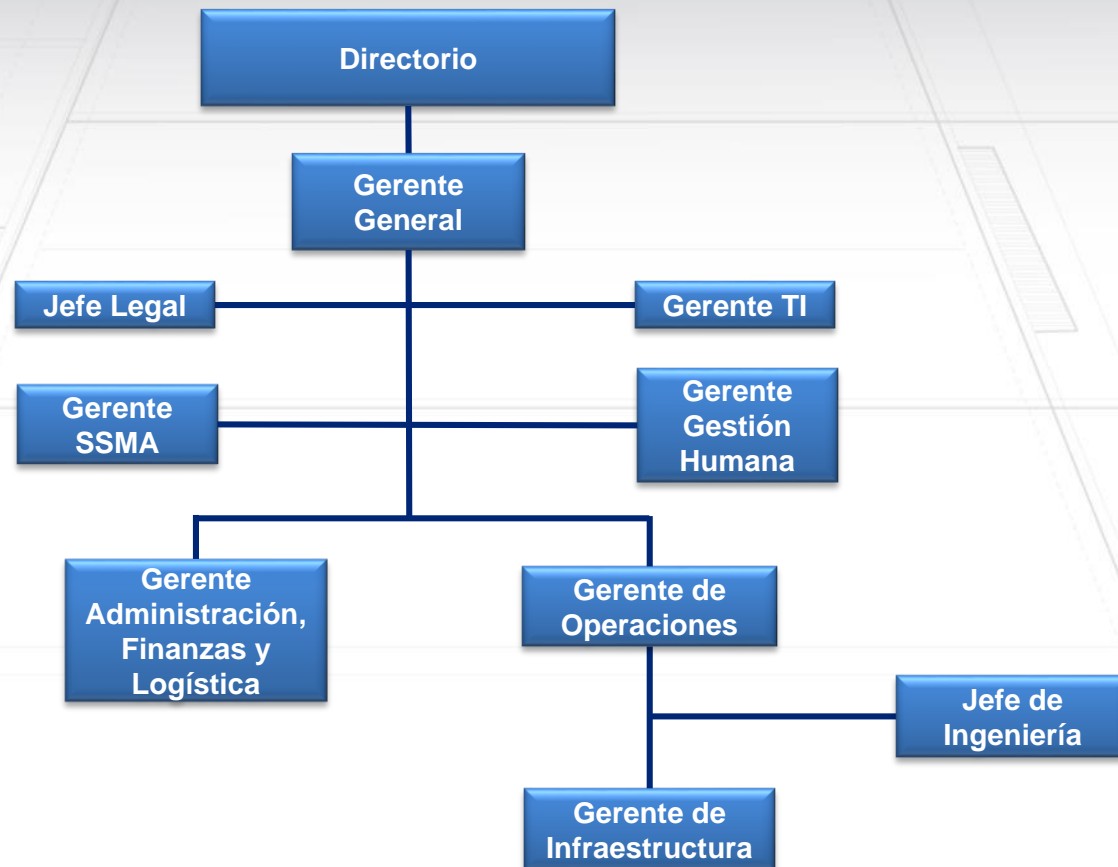 Directorio
Gerente
General
Jefe Legal
Gerente TI
Gerente
SSMA
Gerente
Gestión
Humana
Gerente
Administración,
Finanzas y
Logística
Gerente de
Operaciones
Jefe de
Ingeniería
Gerente de
Infraestructura